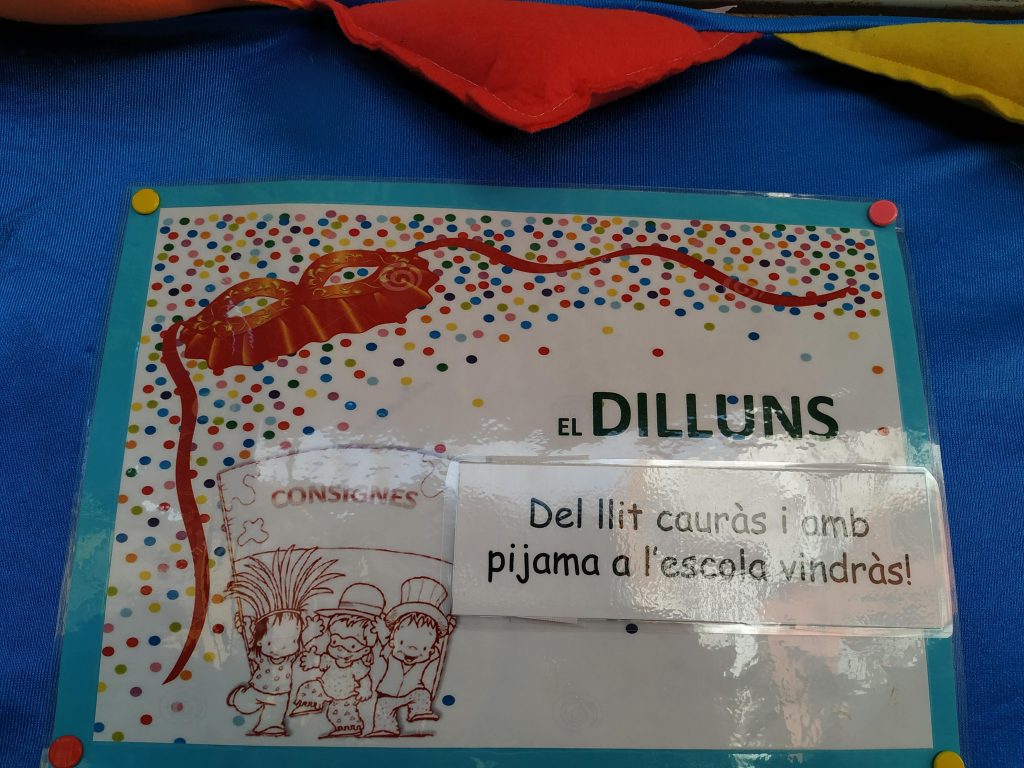 EL DILLUNS
CONSIGNES
Del llit cauràs i amb
pijama a l'escola vindràs!